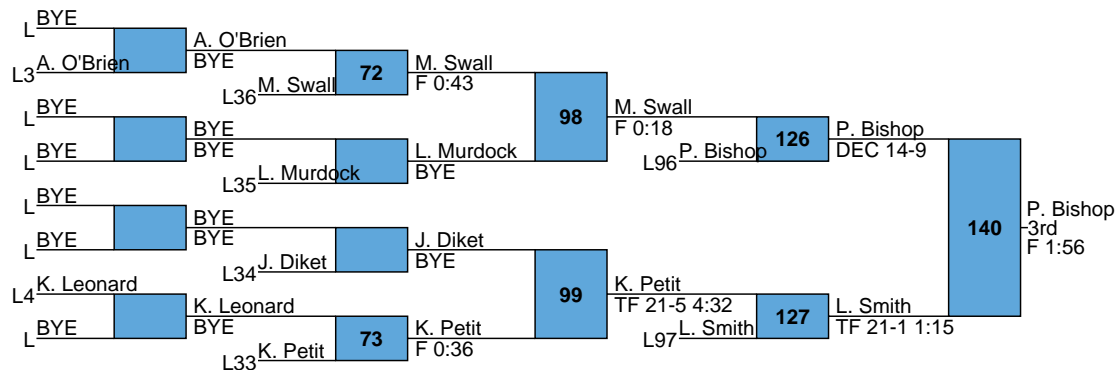 L BYE
L3 A. O'Brien
A. O'Brien
BYE
L36 M. Swall
72
M. Swall
F 0:43
L BYE
L BYE
BYE
BYE
L35 L. Murdock
L. Murdock
BYE
98
M. Swall
F 0:18
L96 P. Bishop
126
P. Bishop
DEC 14-9
L BYE
L BYE
BYE
BYE
L34 J. Diket
J. Diket
BYE
L4 K. Leonard
L BYE
K. Leonard
BYE
L33 K. Petit
73
K. Petit
F 0:36
99
K. Petit
TF 21-5 4:32
L97 L. Smith
127
L. Smith
TF 21-1 1:15
140
P. Bishop
3rd
F 1:56